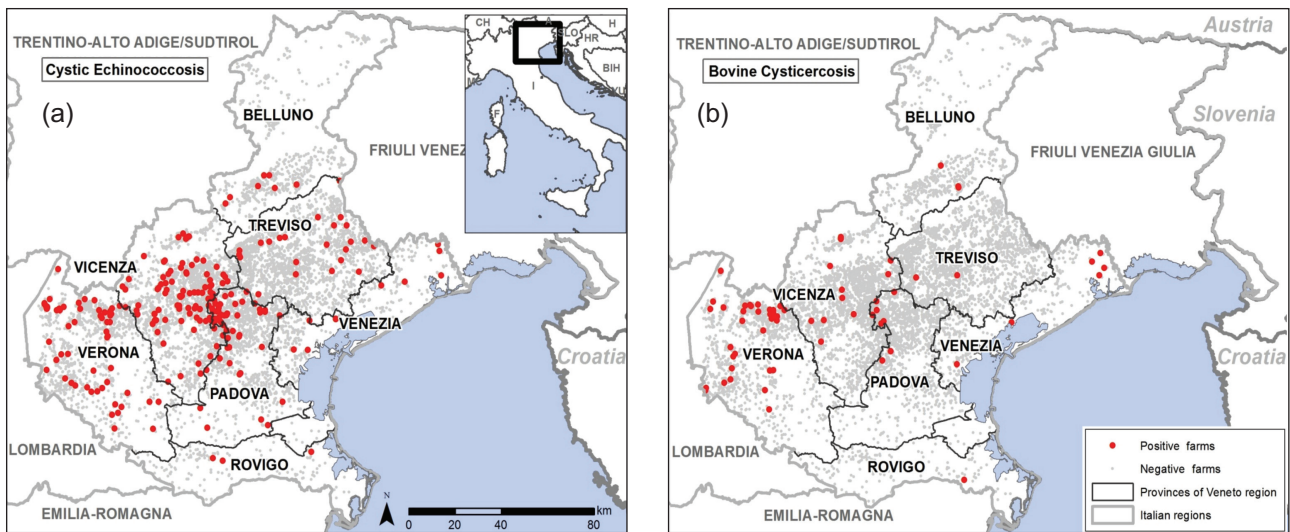 TRENTINO-ALTO ADIGE/SUDTIROL
Cystic Echinococcosis
(a)
BELLUNO
FRIULI VENEZ
TREVISO
VICENZA
VENEZIA
VERONA
PADOVA
LOMBARDIA
ROVIGO
EMILIA-ROMAGNA
N
km
0 20 40 80
CH
A
H
SLO
HR
BIH
I
F
TRENTINO-ALTO ADIGE/SUDTIROL
Bovine Cysticercosis
(b)
Austria
BELLUNO
Slovenia
FRIULI VENEZIA GIULIA
TREVISO
VICENZA
VERONA
VENEZIA
Croatia
PADOVA
LOMBARDIA
ROVIGO
EMILIA-ROMAGNA
Croatia
Positive farms
Negative farms
Provinces of Veneto region
Italian regions